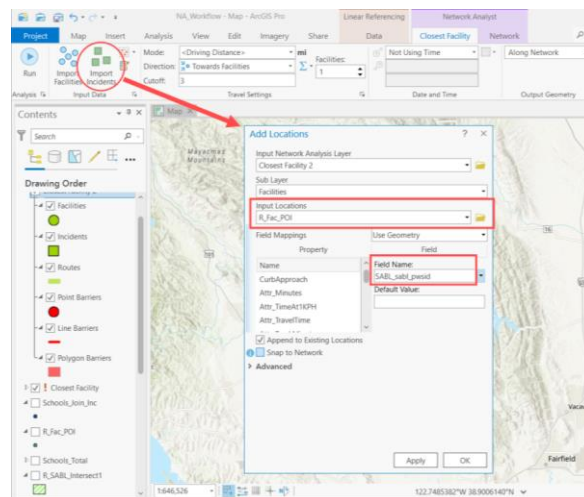 NA_Workflow - Map - ArcGIS Pro
Linear Referencing
Network Analyst
Project
Map
Insert
Analysis
View
Edit
Imagery
Share
Data
Closest Facility
Network
Run
Import Facilities
Import Incidents
Mode:
<Driving Distance>
mi
Direction:
Towards Facilities
Cutoff:
3
Facilities:
1
Not Using Time
Along Network
Analysis
Input Data
Travel Settings
Date and Time
Output Geometry
Contents
Search
Drawing Order
Facilities
Incidents
Routes
Point Barriers
Line Barriers
Polygon Barriers
Closest Facility
Schools_Join_Inc
R_Fac_POI
Schools_Total
R_SABL_Intersect1
Map
Mayacmas
Mountains
Add Locations
?
Input Network Analysis Layer
Closest Facility 2
Sub Layer
Facilities
Input Locations
R_Fac_POI
Field Mappings
Use Geometry
Property
Field
Name
CurbApproach
Attr_Minutes
Attr_TimeAt1KPH
Attr_TravelTime
Field Name:
SABL_sabl_pwsid
Default Value:
Append to Existing Locations
Snap to Network
Advanced
Apply
OK
Vaca
Fairfield
1:646,526
122.7485382°W 38.9006140°N